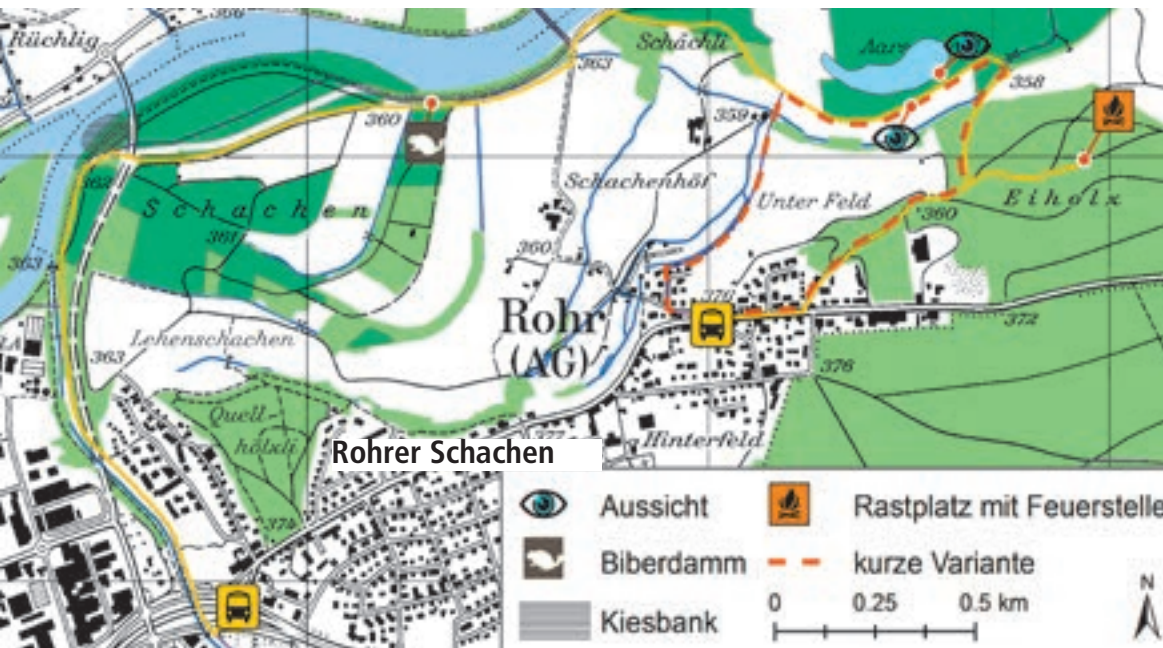 Rüchlig
Schächli
Aare
363
358
360
359
362
Schachenhöf
Schachen
Unter Feld
Eiholz
361
360
360
363
Rohr
(AG)
372
Lehenschachen
363
376
Quell-
hölzli
377
Hinterfeld
Rohrer Schachen
374
Aussicht
Rastplatz mit Feuerstelle
Biberdamm
kurze Variante
Kiesbank
0 0.25 0.5 km
N